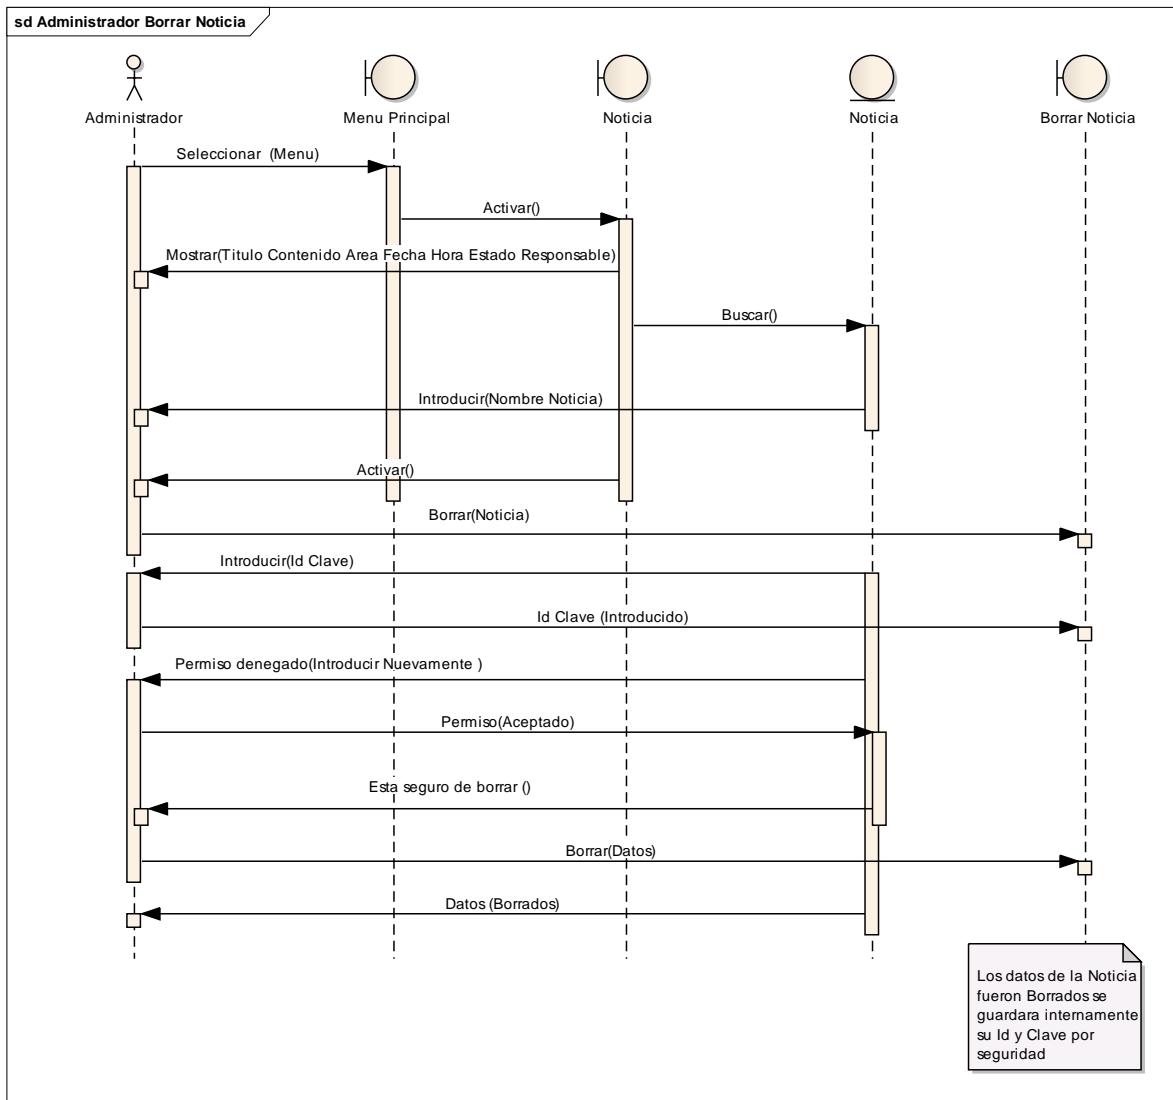 sd Administrador Borrar Noticia
Administrador
Menu Principal
Noticia
Noticia
Borrar Noticia
Seleccionar (Menu)
Activar()
Mostrar(Titulo Contenido Area Fecha Hora Estado Responsable)
Buscar()
Introducir(Nombre Noticia)
Activar()
Borrar(Noticia)
Introducir(Id Clave)
Id Clave (Introducido)
Permiso denegado(Introducir Nuevamente )
Permiso(Aceptado)
Esta seguro de borrar ()
Borrar(Datos)
Datos (Borrados)
Los datos de la Noticia
fueron Borrados se
guardara internamente
su Id y Clave por
seguridad